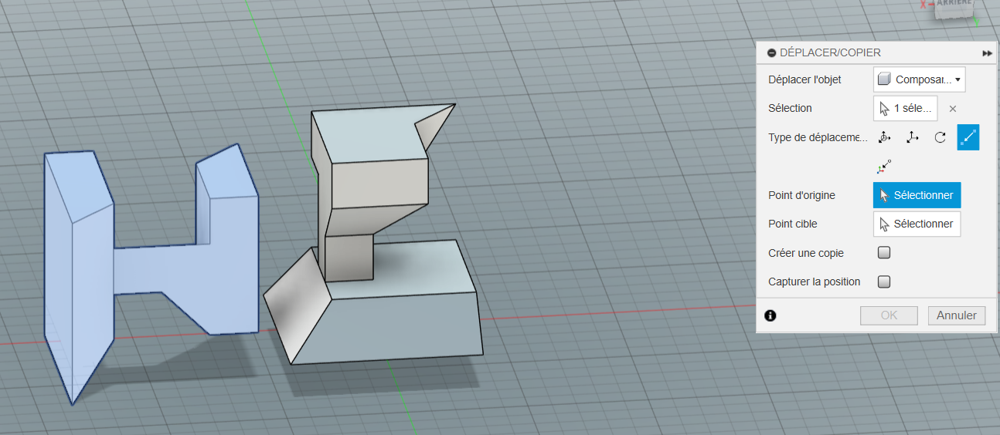 X
ARRIÈRE
DÉPLACER/COPIER
Déplacer l'objet Composai...
Sélection 1 séle...
Type de déplaceme...
Point d'origine Sélectionner
Point cible Sélectionner
Créer une copie
Capturer la position
OK Annuler